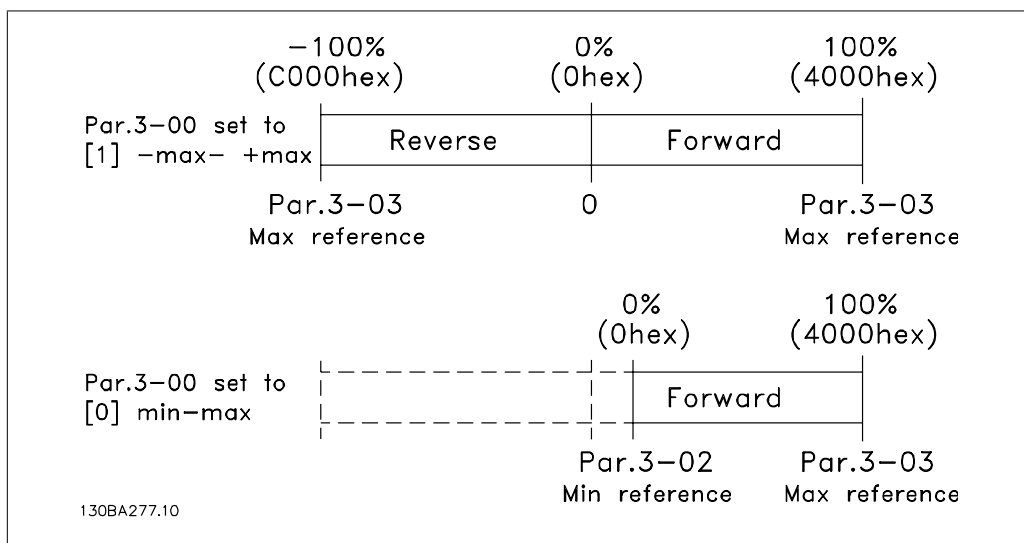 -100%
0%
100%
(C000hex)
(0hex)
(4000hex)
Par.3-00 set to
[1] -max- +max
Reverse
Forward
Par.3-03
0
Par.3-03
Max reference
Max reference
0%
100%
(0hex)
(4000hex)
Par.3-00 set to
[0] min-max
Forward
Par.3-02
Par.3-03
Min reference
Max reference
130BA277.10